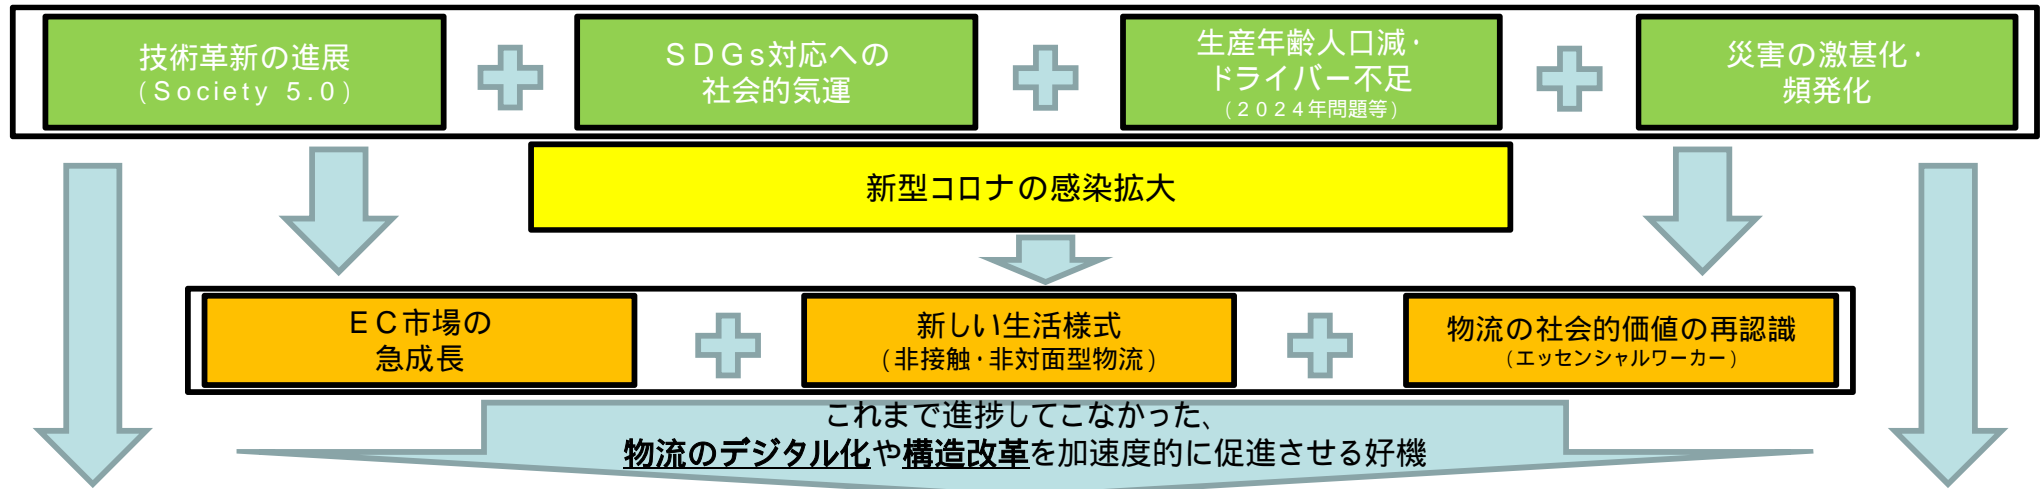 技術革新の進展
（Society 5.0）
SDGs対応への
社会的気運
生産年齢人口減・
ドライバー不足
（2024年問題等）
災害の激甚化・
頻発化
新型コロナの感染拡大
EC市場の
急成長
新しい生活様式
（非接触・非対面型物流）
物流の社会的価値の再認識
（エッセンシャルワーカー）
これまで進捗してこなかった、
物流のデジタル化や構造改革を加速度的に促進させる好機